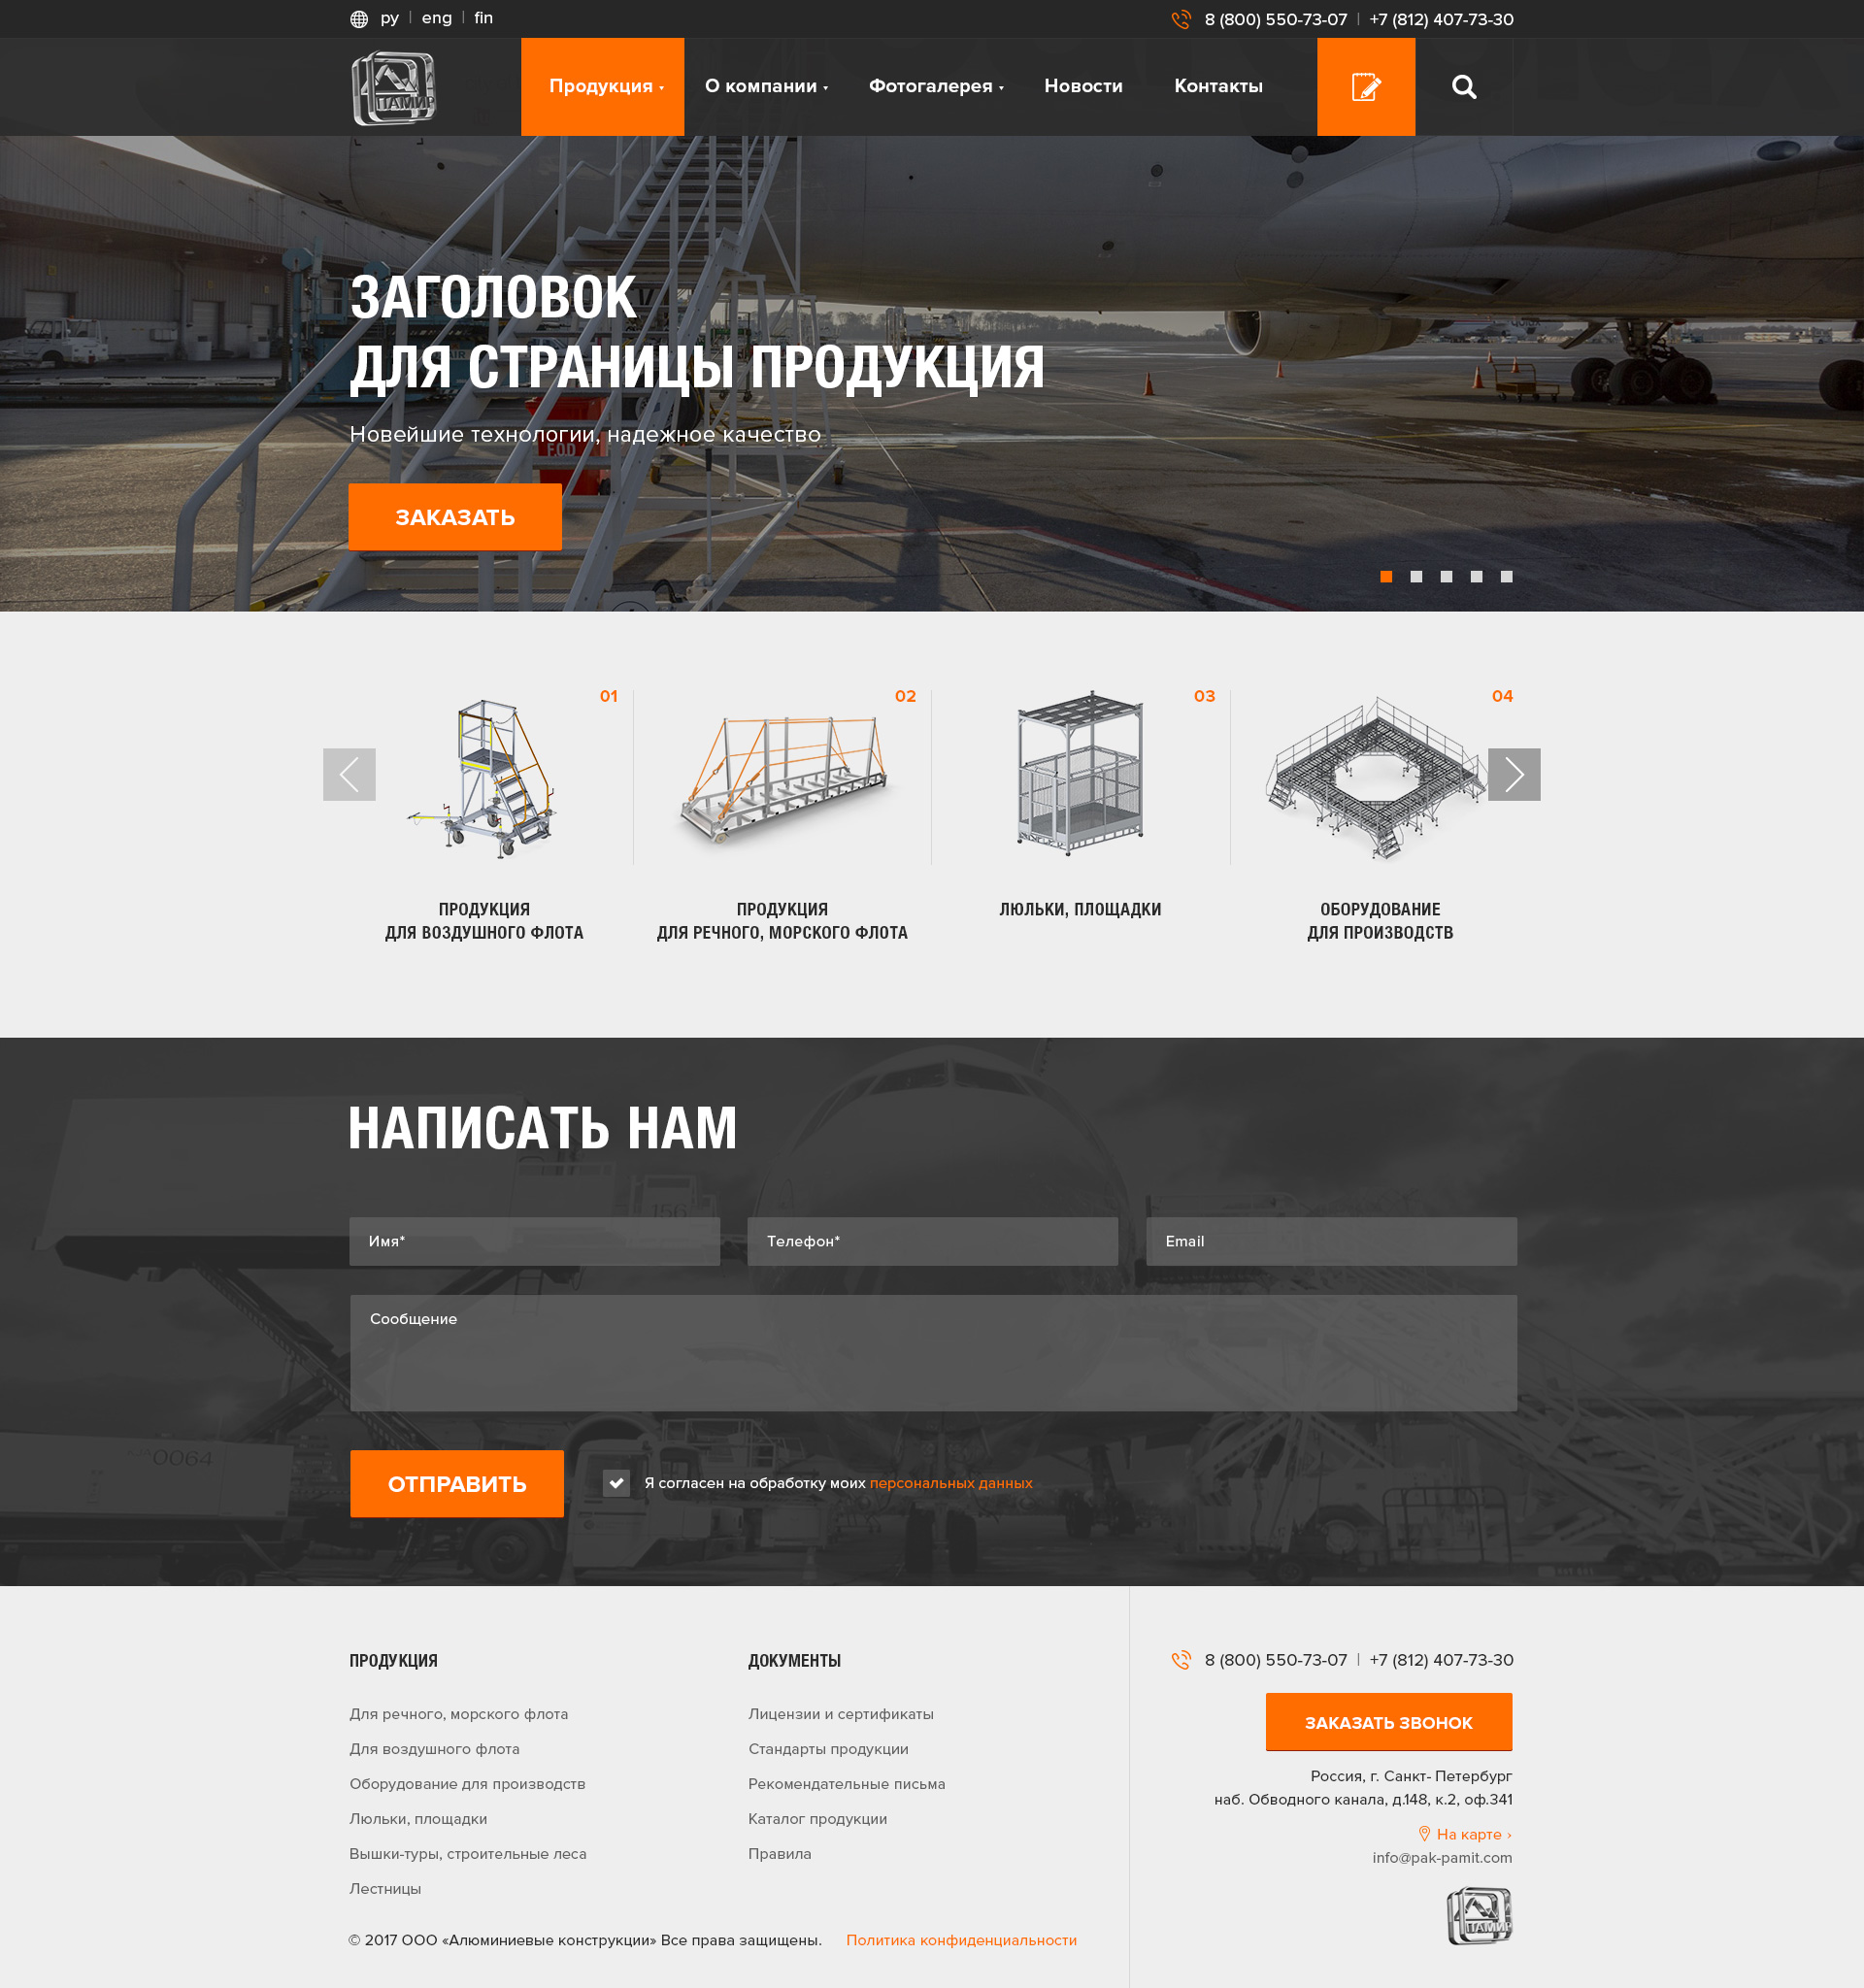 ру | eng | fin
8 (800) 550-73-07 | +7 (812) 407-73-30
ПАМИР
Продукция
О компании
Фотогалерея
Новости
Контакты
ЗАГОЛОВОК
ДЛЯ СТРАНИЦЫ ПРОДУКЦИЯ
Новейшие технологии, надежное качество
F.OD
ЗАКАЗАТЬ
01
02
03
04
ПРОДУКЦИЯ
ДЛЯ ВОЗДУШНОГО ФЛОТА
ПРОДУКЦИЯ
ДЛЯ РЕЧНОГО, МОРСКОГО ФЛОТА
ЛЮЛЬКИ, ПЛОЩАДКИ
ОБОРУДОВАНИЕ
ДЛЯ ПРОИЗВОДСТВ
НАПИСАТЬ НАМ
156
Имя*
Телефон*
Email
Сообщение
0064
ОТПРАВИТЬ
Я согласен на обработку моих персональных данных
ПРОДУКЦИЯ
Для речного, морского флота
Для воздушного флота
Оборудование для производств
Люльки, площадки
Вышки-туры, строительные леса
Лестницы
ДОКУМЕНТЫ
Лицензии и сертификаты
Стандарты продукции
Рекомендательные письма
Каталог продукции
Правила
8 (800) 550-73-07 | +7 (812) 407-73-30
ЗАКАЗАТЬ ЗВОНОК
Россия, г. Санкт- Петербург
наб. Обводного канала, д.148, к.2, оф.341
На карте ›
info@pak-pamit.com
ПАМИР
© 2017 ООО «Алюминиевые конструкции» Все права защищены.
Политика конфиденциальности